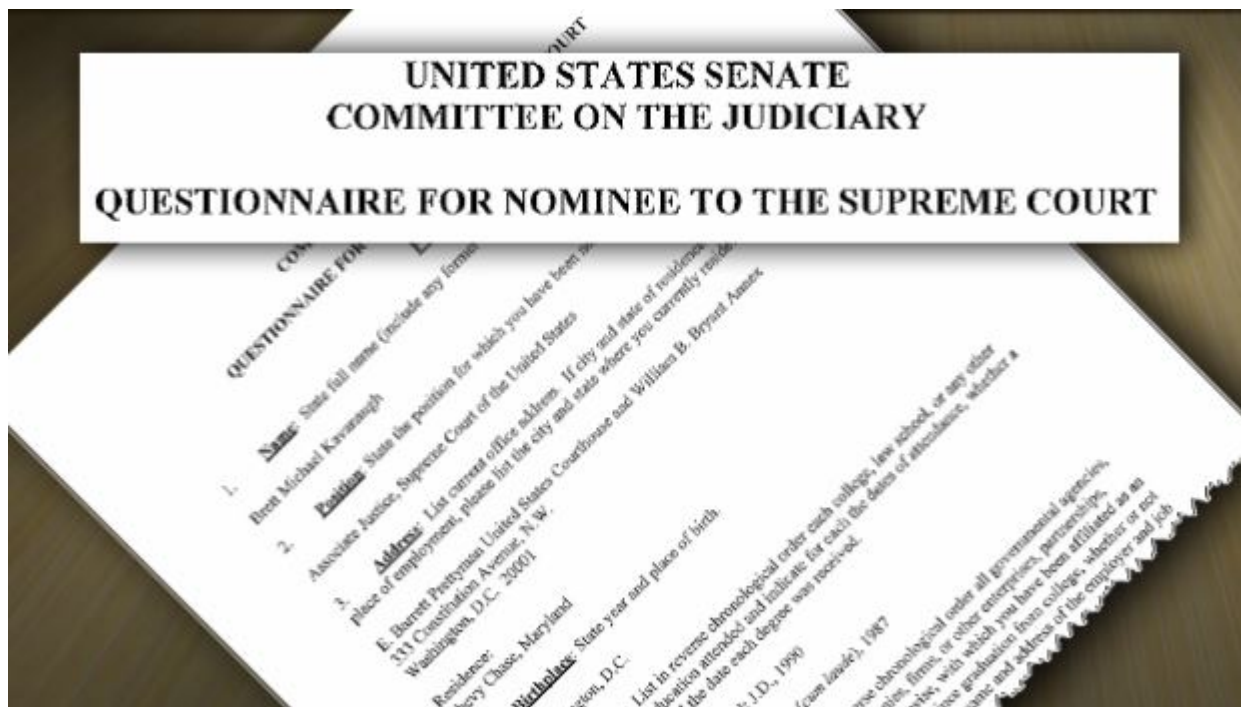 UNITED STATES SENATE
COMMITTEE ON THE JUDICIARY
QUESTIONNAIRE FOR NOMINEE TO THE SUPREME COURT
COURT
COM
QUESTIONNAIRE FOR
1. Name: State full name (include any former
Brett Michael Kavanaugh
2. Position: State the position for which you have been
Associate Justice, Supreme Court of the United States
3. Address: List current office address. If city and state of residence
place of employment, please list the city and state where you currently reside.
E. Barrett Prettyman United States Courthouse and William B. Bryant Annex
333 Constitution Avenue, N.W.
Washington, D.C. 20001
Residence:
Chevy Chase, Maryland
Birthplace: State year and place of birth.
D.C.
List in reverse chronological order each college, law school, or any other
attended and indicate for each the dates of attendance, whether a
the date each degree was received.
J.D., 1990
(cum laude), 1987
chronological order all governmental agencies,
firms, or other enterprises, partnerships,
with which you have been affiliated as an
graduation from college, whether or not
and address of the employer and job